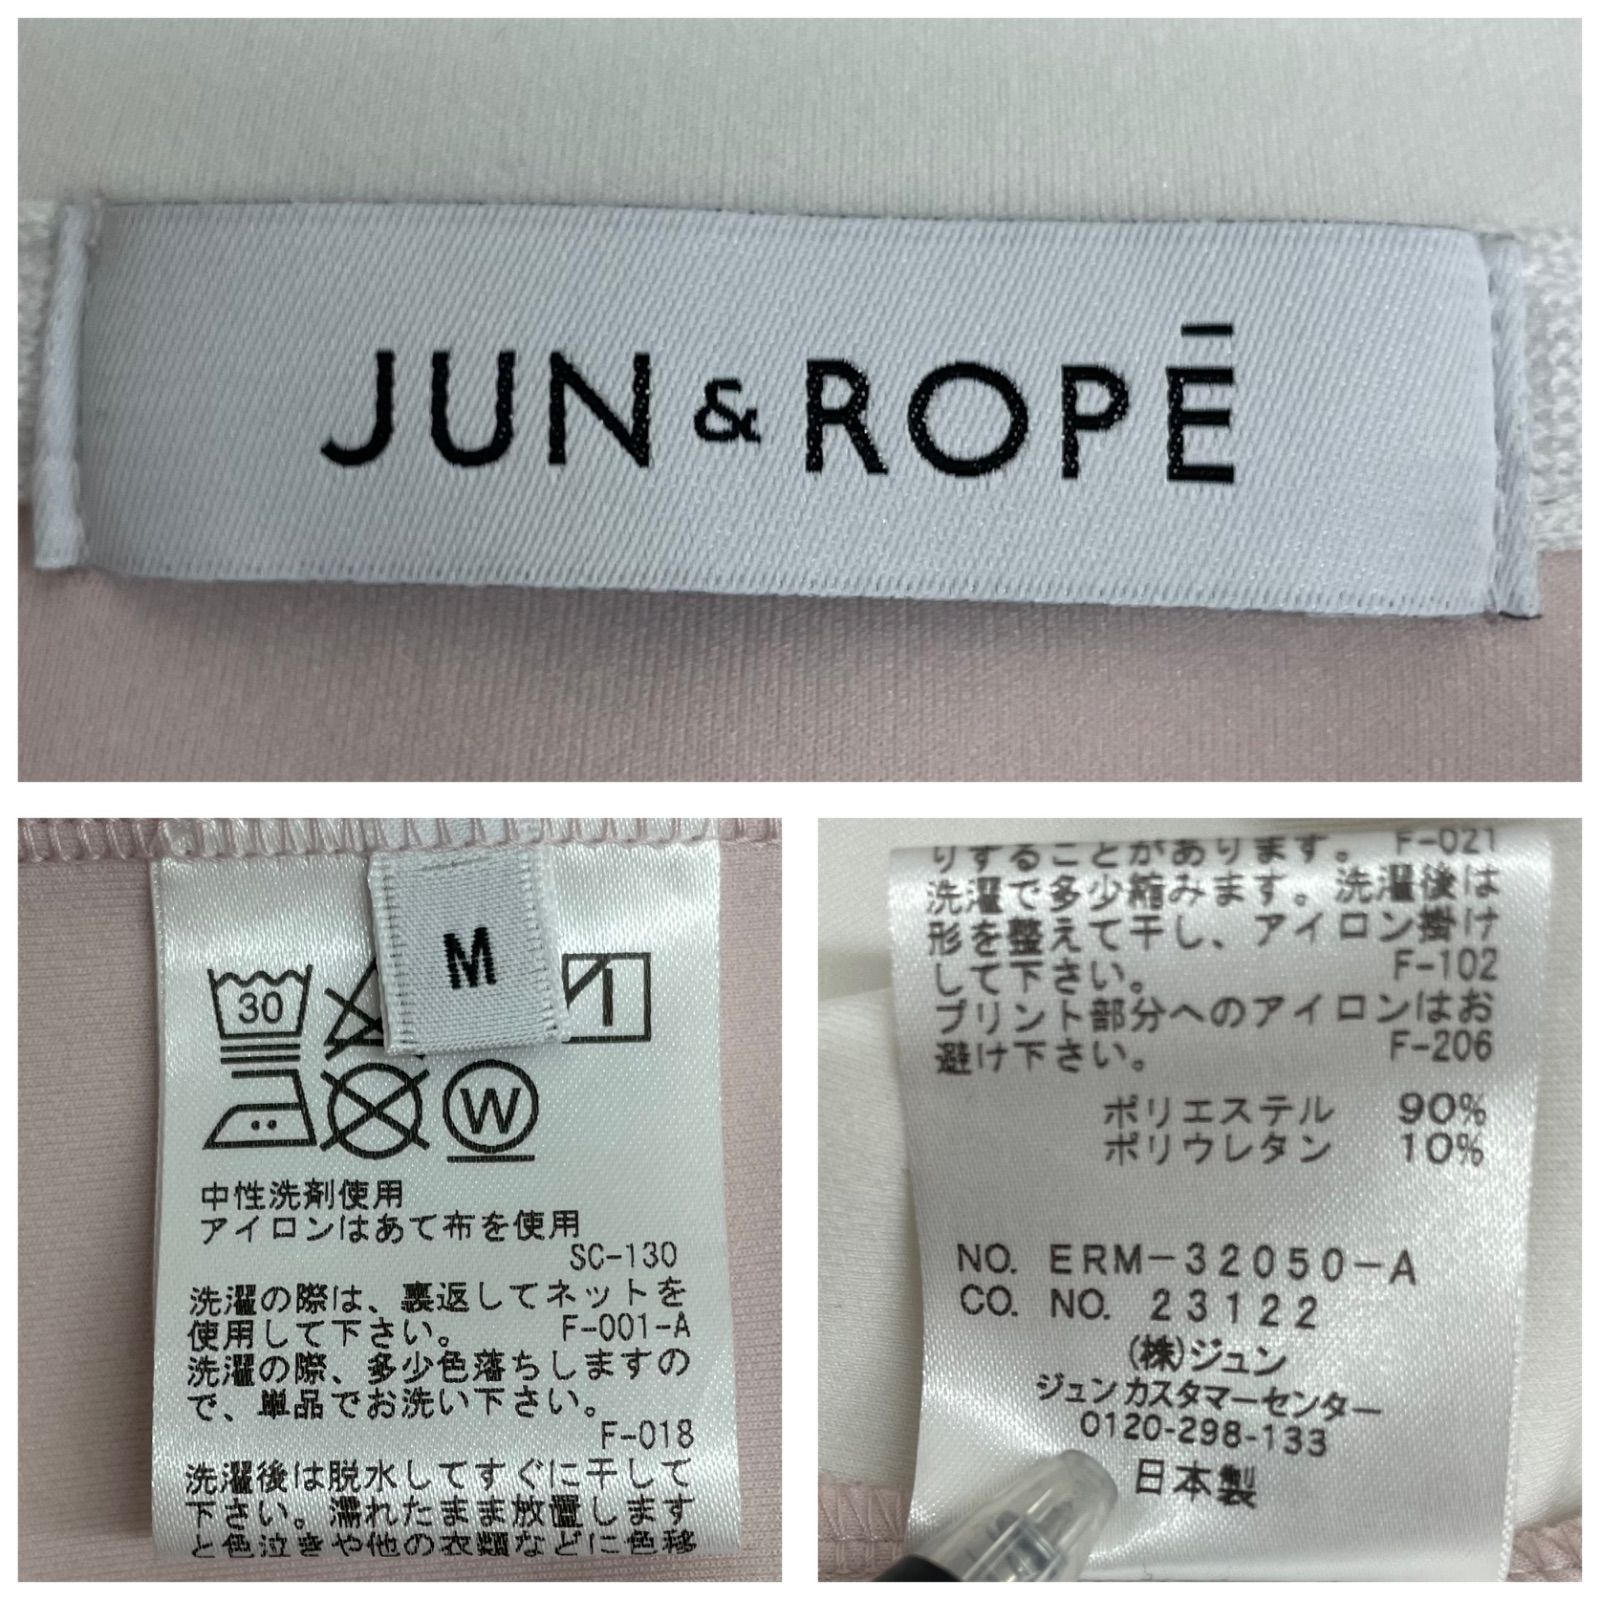 JUN & ROPĒ
M
30
W
中性洗剤使用
アイロンはあて布を使用
SC-130
洗濯の際は、裏返してネットを
使用して下さい。 F-001-A
洗濯の際、多少色落ちしますの
で、単品でお洗い下さい。
F-018
洗濯後は脱水してすぐに干して
下さい。濡れたまま放置します
と色泣きや他の衣類などに色移
りすることがあります。 F-021
洗濯で多少縮みます。洗濯後は
形を整えて干し、アイロン掛け
して下さい。 F-102
プリント部分へのアイロンはお
避け下さい。 F-206
ポリエステル 90%
ポリウレタン 10%
NO. ERM-32050-A
CO. NO. 23122
(株)ジュン
ジュンカスタマーセンター
0120-298-133
日本製